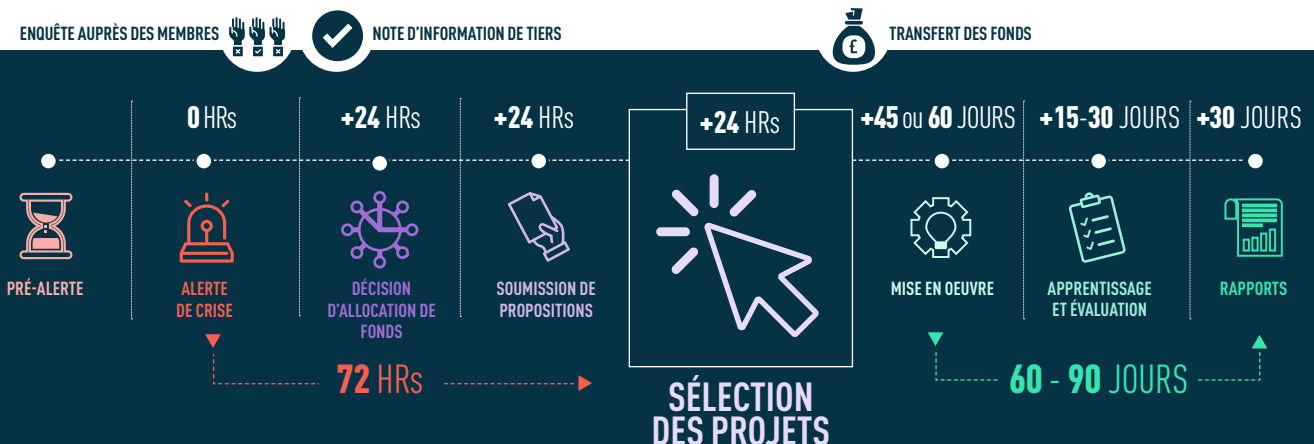 ENQUÊTE AUPRÈS DES MEMBRES
NOTE D'INFORMATION DE TIERS
£
TRANSFERT DES FONDS
0 HRs
+24 HRs
+24 HRs
+24 HRs
+45 ou 60 JOURS
+15-30 JOURS
+30 JOURS
PRÉ-ALERTE
ALERTE
DE CRISE
DÉCISION
D'ALLOCATION DE
FONDS
SOUMISSION DE
PROPOSITIONS
MISE EN OEUVRE
APPRENTISSAGE
ET ÉVALUATION
RAPPORTS
72 HRs
SÉLECTION
DES PROJETS
60 - 90 JOURS